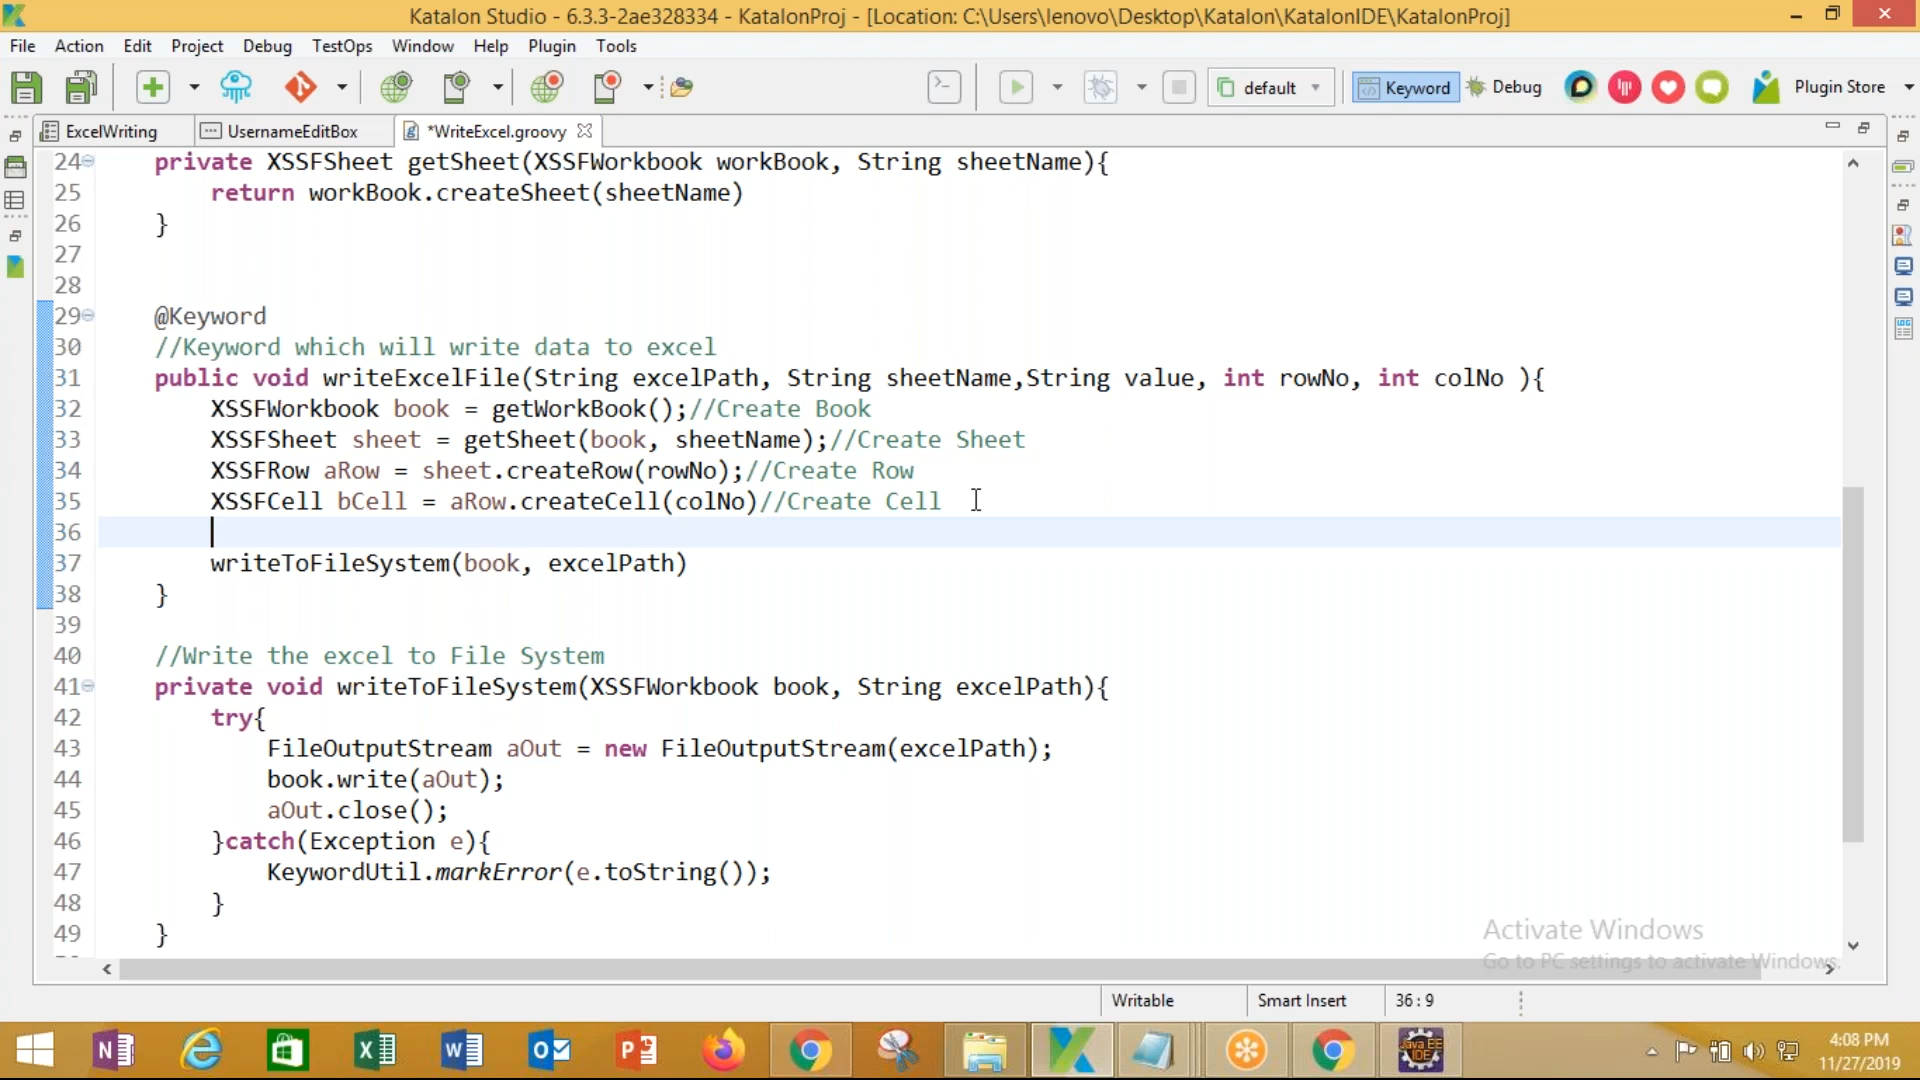 Katalon Studio - 6.3.3-2ae328334 - KatalonProj - [Location: C:\Users\lenovo\Desktop\Katalon\KatalonIDE\KatalonProj]
File Action Edit Project Debug TestOps Window Help Plugin Tools
default Keyword Debug Plugin Store
ExcelWriting UsernameEditBox *WriteExcel.groovy
24 private XSSFSheet getSheet(XSSFWorkbook workBook, String sheetName){
25 return workBook.createSheet(sheetName)
26 }
27
28
29 @Keyword
30 //Keyword which will write data to excel
31 public void writeExcelFile(String excelPath, String sheetName,String value, int rowNo, int colNo ){
32 XSSFWorkbook book = getWorkBook();//Create Book
33 XSSFSheet sheet = getSheet(book, sheetName);//Create Sheet
34 XSSFRow aRow = sheet.createRow(rowNo);//Create Row
35 XSSFCell bCell = aRow.createCell(colNo)//Create Cell
36
37 writeToFileSystem(book, excelPath)
38 }
39
40 //Write the excel to File System
41 private void writeToFileSystem(XSSFWorkbook book, String excelPath){
42 try{
43 FileOutputStream aOut = new FileOutputStream(excelPath);
44 book.write(aOut);
45 aOut.close();
46 }catch(Exception e){
47 KeywordUtil.markError(e.toString());
48 }
49 }
Activate Windows
Go to PC settings to activate Windows.
Writable Smart Insert 36 : 9
4:08 PM
11/27/2019